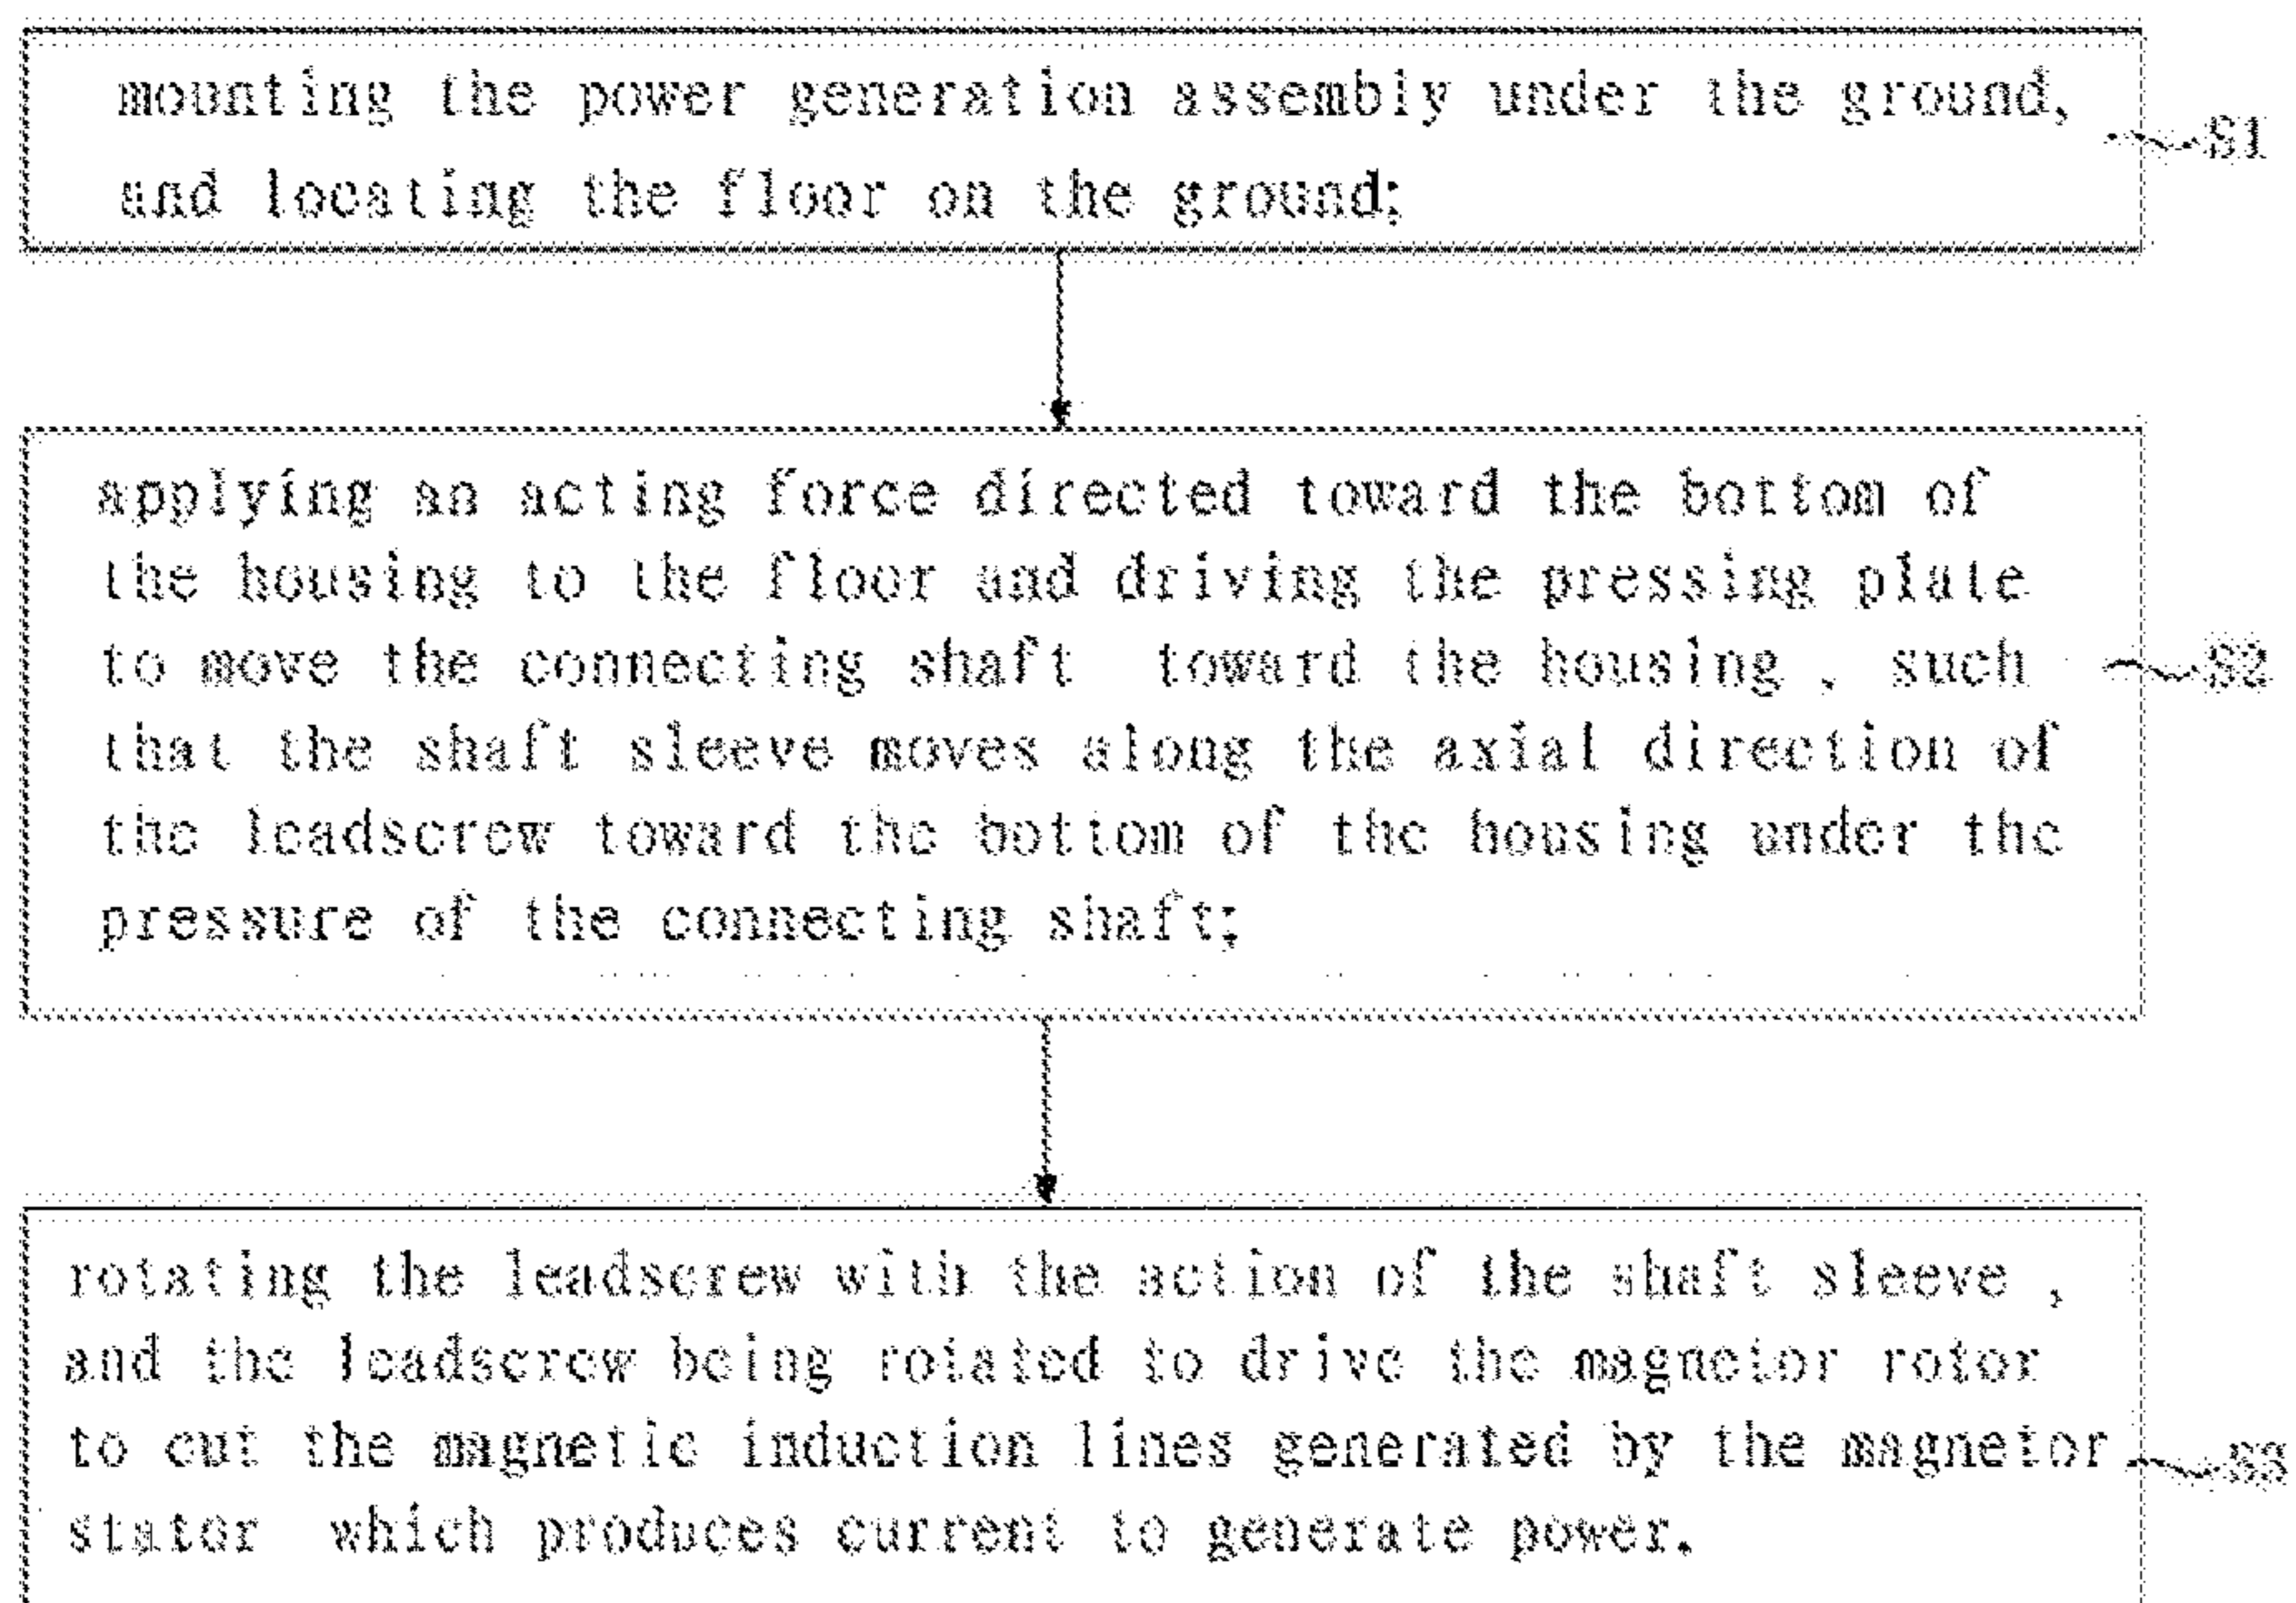 mounting the power generation assembly under the ground,
and locating the floor on the ground;
S1
applying an acting force directed toward the bottom of
the housing to the floor and driving the pressing plate
to move the connecting shaft toward the housing , such
S2
that the shaft sleeve moves along the axial direction of
the leadscrew toward the bottom of the housing under the
pressure of the connecting shaft;
rotating the leadscrew with the action of the shaft sleeve ,
and the leadscrew being rotated to drive the magnetor rotor
to cut the magnetic induction lines generated by the magnetor
S3
stator which produces current to generate power.